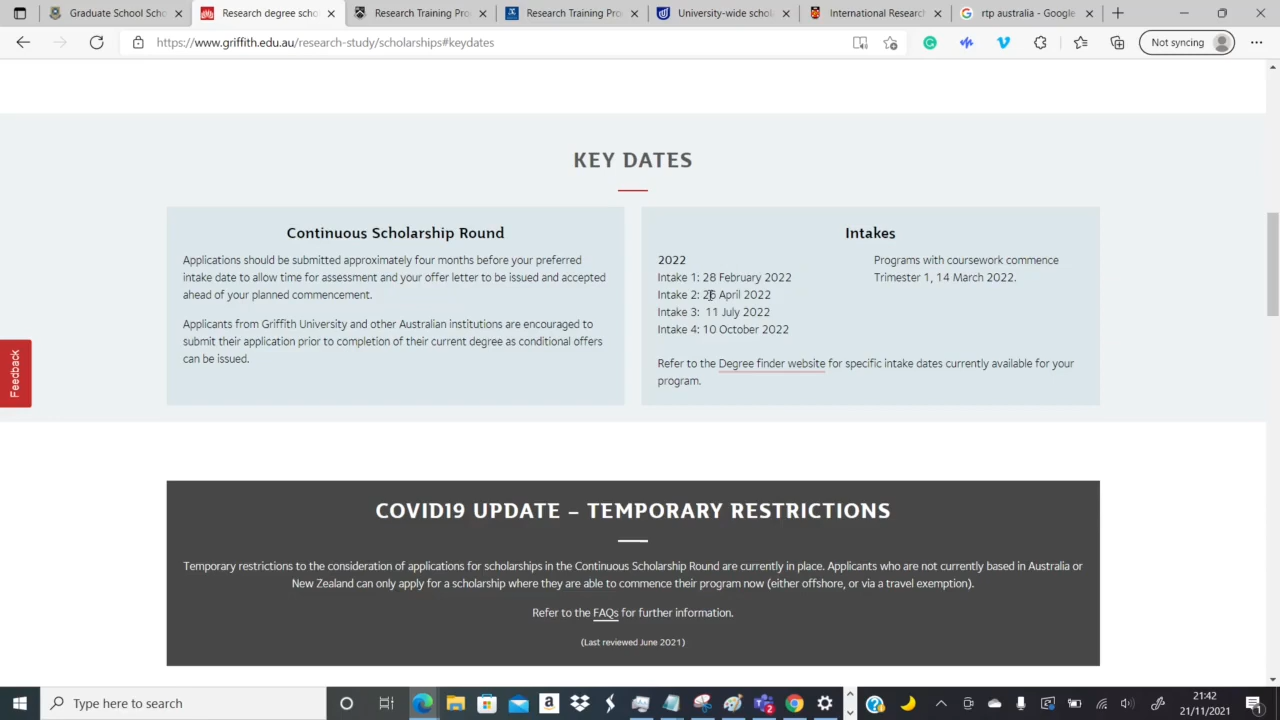 Graduate School Scho
Research degree scho
Research Training Pro
Research Training Pro
University-wide schol
International Research
rtp australia - Google
https://www.griffith.edu.au/research-study/scholarships#keydates
Not syncing
KEY DATES
Continuous Scholarship Round
Applications should be submitted approximately four months before your preferred
intake date to allow time for assessment and your offer letter to be issued and accepted
ahead of your planned commencement.
Applicants from Griffith University and other Australian institutions are encouraged to
submit their application prior to completion of their current degree as conditional offers
can be issued.
Intakes
2022
Intake 1: 28 February 2022
Intake 2: 26 April 2022
Intake 3: 11 July 2022
Intake 4: 10 October 2022
Programs with coursework commence
Trimester 1, 14 March 2022.
Refer to the Degree finder website for specific intake dates currently available for your
program.
Feedback
COVID19 UPDATE – TEMPORARY RESTRICTIONS
Temporary restrictions to the consideration of applications for scholarships in the Continuous Scholarship Round are currently in place. Applicants who are not currently based in Australia or
New Zealand can only apply for a scholarship where they are able to commence their program now (either offshore, or via a travel exemption).
Refer to the FAQs for further information.
(Last reviewed June 2021)
Type here to search
21:42
21/11/2021